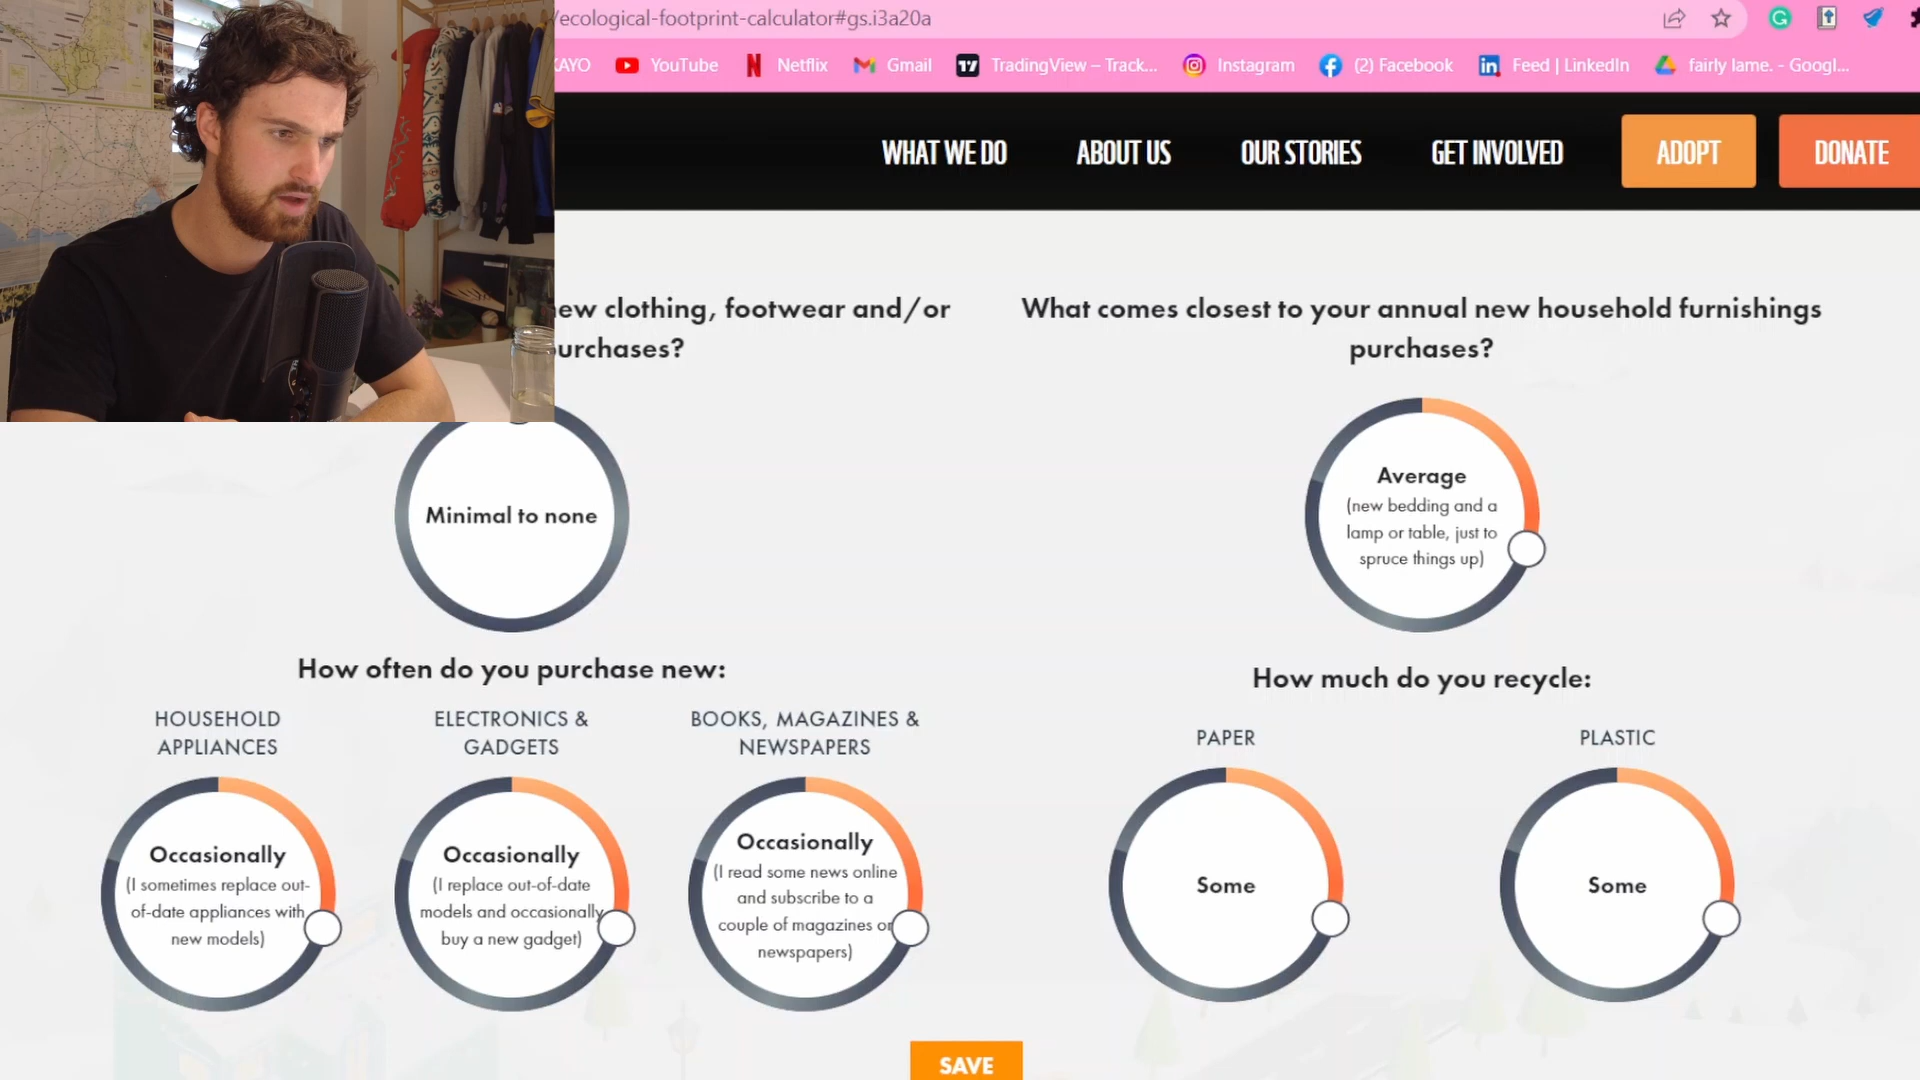 /ecological-footprint-calculator#gs.i3a20a
KAYO YouTube Netflix Gmail TradingView – Track... Instagram (2) Facebook Feed | LinkedIn fairly lame. - Googl...
WHAT WE DO ABOUT US OUR STORIES GET INVOLVED ADOPT DONATE
ew clothing, footwear and/or
urchases?
What comes closest to your annual new household furnishings
purchases?
Minimal to none
Average
(new bedding and a
lamp or table, just to
spruce things up)
How often do you purchase new:
HOUSEHOLD
APPLIANCES
ELECTRONICS &
GADGETS
BOOKS, MAGAZINES &
NEWSPAPERS
Occasionally
(I sometimes replace out-
of-date appliances with
new models)
Occasionally
(I replace out-of-date
models and occasionally
buy a new gadget)
Occasionally
(I read some news online
and subscribe to a
couple of magazines or
newspapers)
How much do you recycle:
PAPER
PLASTIC
Some
Some
SAVE